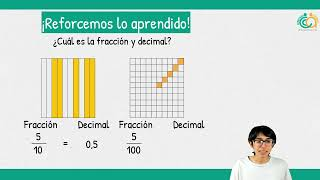 ¡Reforcemos lo aprendido!
¿Cuál es la fracción y decimal?
Fracción Decimal Fracción Decimal
5/10 = 0,5 5/100